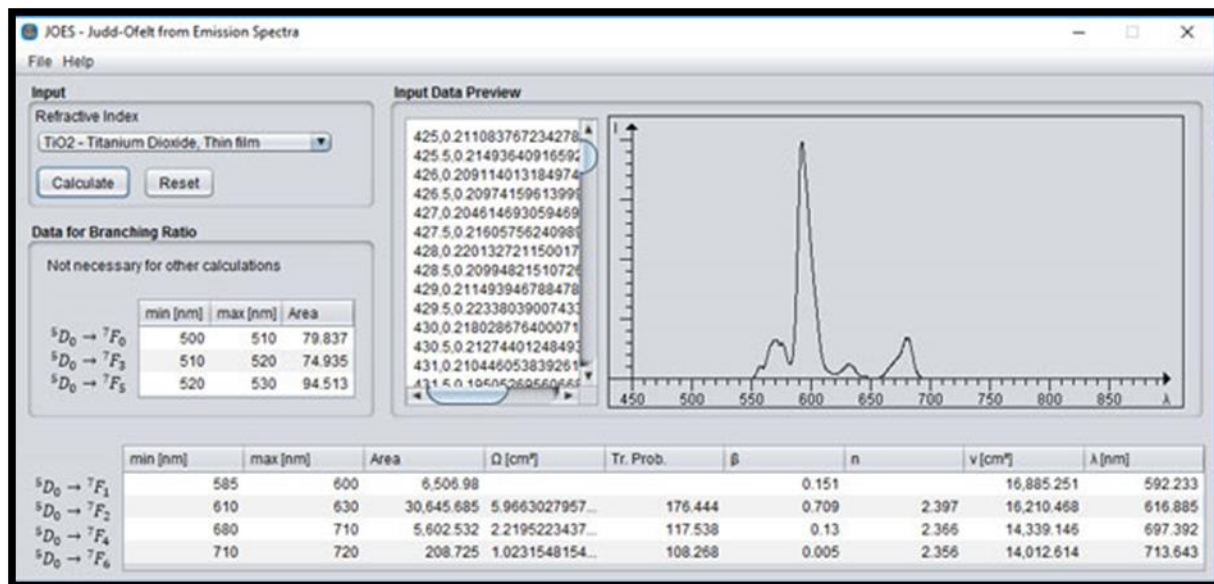 JOES - Judd-Ofelt from Emission Spectra
File Help
Input
Refractive Index
TiO2 - Titanium Dioxide, Thin film
Calculate Reset
Data for Branching Ratio
Not necessary for other calculations
min [nm] max [nm] Area
⁵D₀ → ⁷F₀ 500 510 79.837
⁵D₀ → ⁷F₃ 510 520 74.935
⁵D₀ → ⁷F₅ 520 530 94.513
Input Data Preview
425,0.211083767234278
425.5,0.21493640916592
426,0.209114013184974
426.5,0.20974159613999
427,0.204614693059469
427.5,0.21605756240989
428,0.220132721150017
428.5,0.20994821510726
429,0.211493946788478
429.5,0.22338039007433
430,0.218028676400071
430.5,0.21274401248493
431,0.210446053839261
I
450 500 550 600 650 700 750 800 850 λ
min [nm] max [nm] Area Ω [cm²] Tr. Prob. β n ν [cm²] λ [nm]
⁵D₀ → ⁷F₁ 585 600 6,506.98 0.151 16,885.251 592.233
⁵D₀ → ⁷F₂ 610 630 30,645.685 5.9663027957... 176.444 0.709 2.397 16,210.468 616.885
⁵D₀ → ⁷F₄ 680 710 5,602.532 2.2195223437... 117.538 0.13 2.366 14,339.146 697.392
⁵D₀ → ⁷F₆ 710 720 208.725 1.0231548154... 108.268 0.005 2.356 14,012.614 713.643